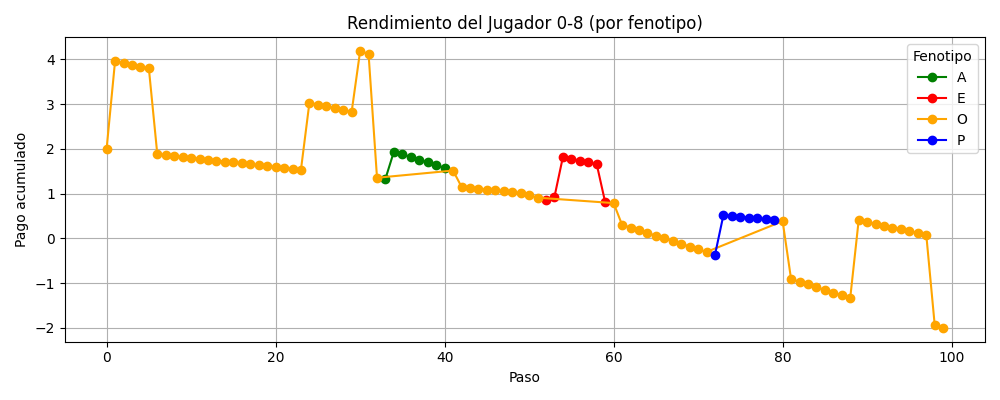 Rendimiento del Jugador 0-8 (por fenotipo)
Pago acumulado
4
3
2
1
0
−1
−2
Fenotipo
A
E
O
P
0 20 40 60 80 100
Paso